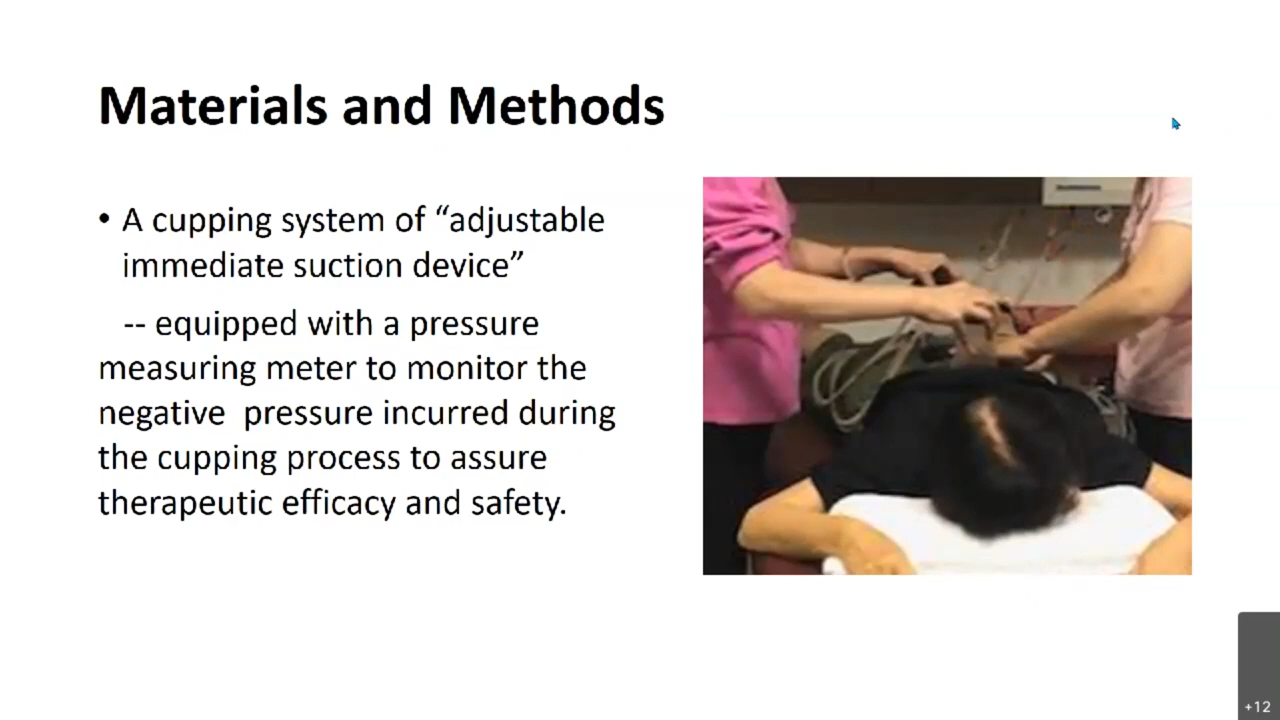 Materials and Methods
• A cupping system of “adjustable
immediate suction device”
-- equipped with a pressure
measuring meter to monitor the
negative  pressure incurred during
the cupping process to assure
therapeutic efficacy and safety.
+12